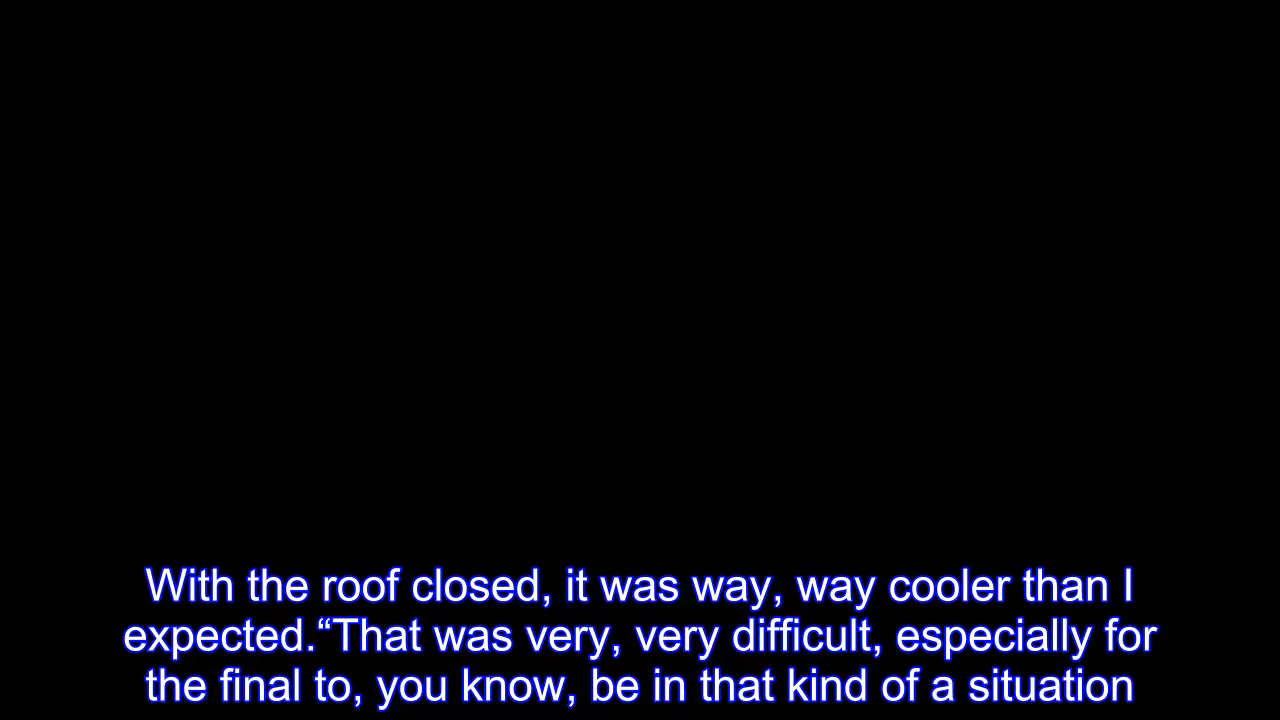 With the roof closed, it was way, way cooler than I
expected.“That was very, very difficult, especially for
the final to, you know, be in that kind of a situation